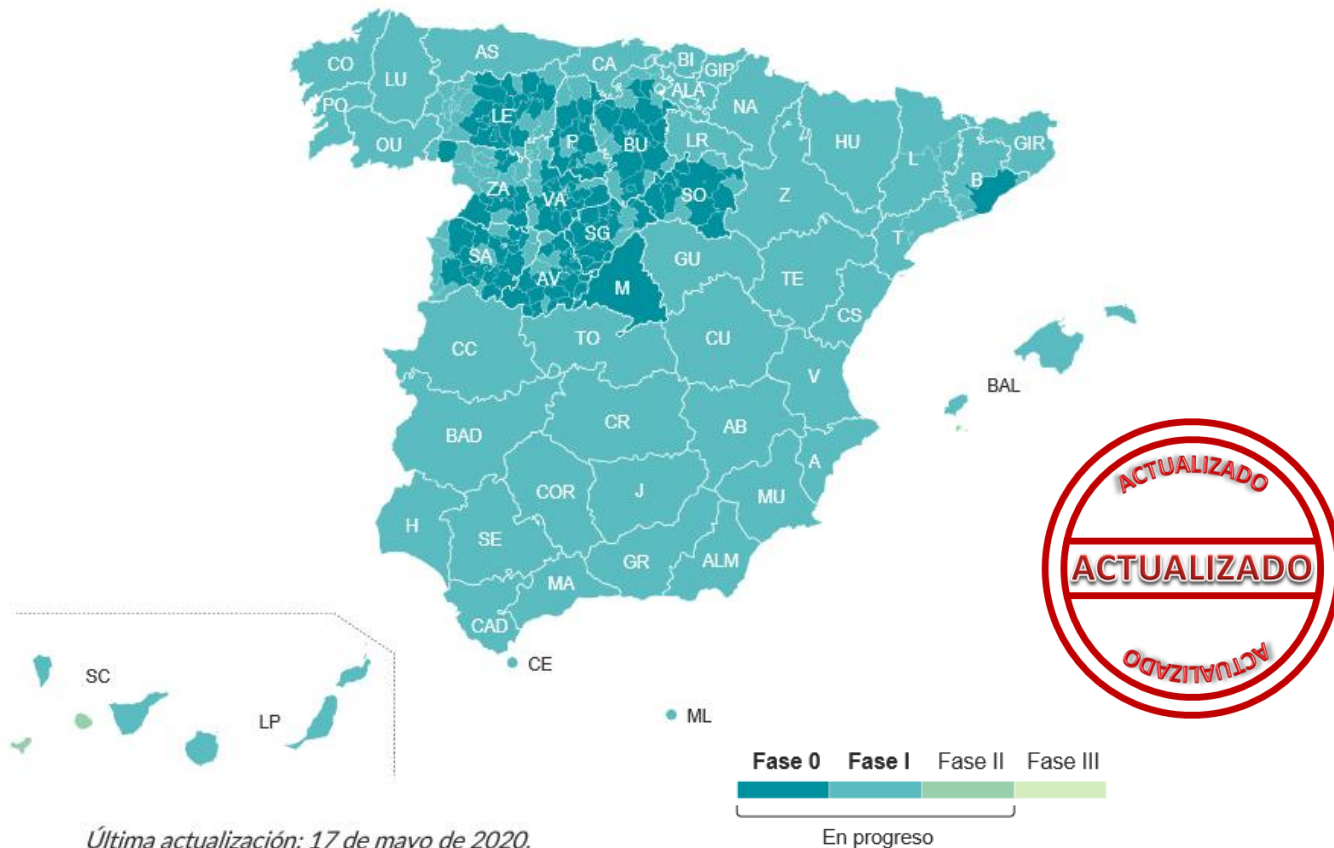 AS
CA
BI
GIP
CO
LU
ALA
NA
PO
LE
P
BU
LR
HU
L
GIR
OU
B
ZA
VA
SO
Z
SG
T
SA
AV
M
GU
TE
CS
CC
TO
CU
V
BAL
BAD
CR
AB
A
COR
J
MU
H
SE
GR
ALM
MA
CAD
CE
SC
LP
ML
ACTUALIZADO
ACTUALIZADO
ACTUALIZADO
Fase 0 Fase I Fase II Fase III
En progreso
Última actualización: 17 de mayo de 2020.